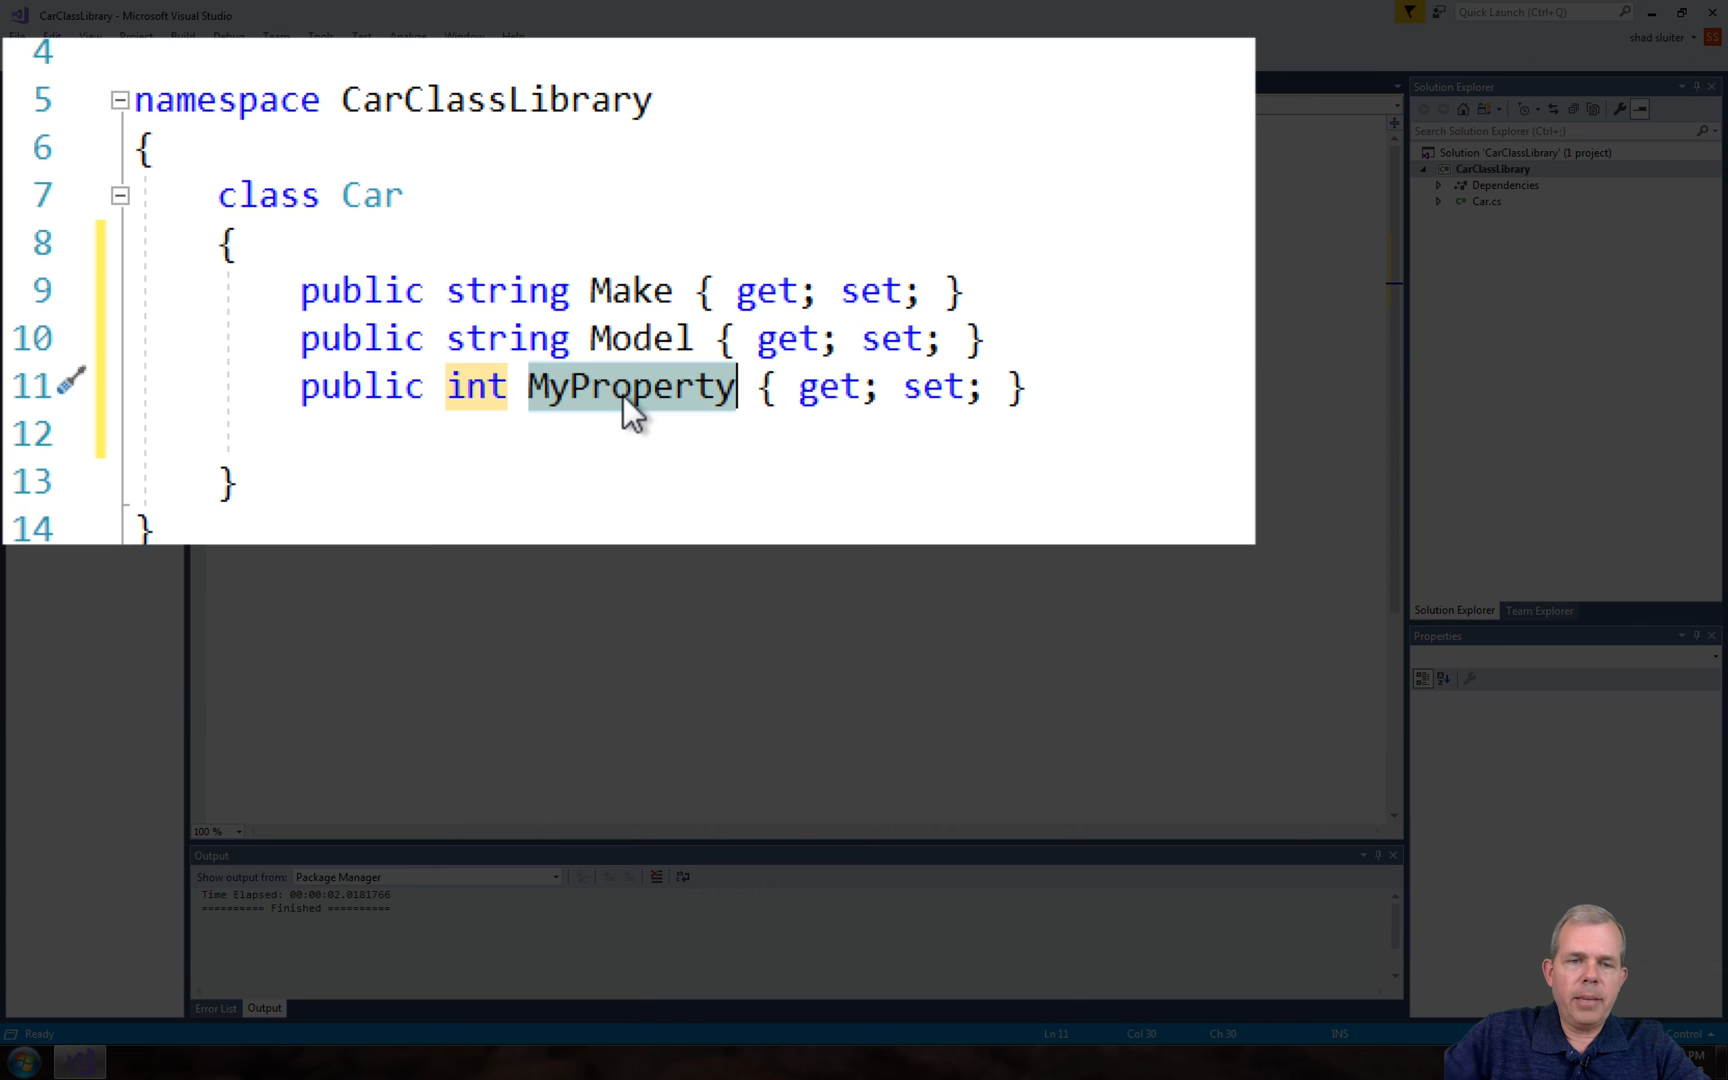 CarClassLibrary - Microsoft Visual Studio
Quick Launch (Ctrl+Q)
File Edit View Project Build Debug Team Tools Test Analyze Window Help
shad sluiter
SS
4
5 namespace CarClassLibrary
6 {
7 class Car
8 {
9 public string Make { get; set; }
10 public string Model { get; set; }
11 public int MyProperty { get; set; }
12
13 }
14 }
Solution Explorer
Search Solution Explorer (Ctrl+;)
Solution 'CarClassLibrary' (1 project)
CarClassLibrary
Dependencies
C# Car.cs
Solution Explorer Team Explorer
Properties
100 %
Output
Show output from: Package Manager
Time Elapsed: 00:00:02.0181766
========== Finished ==========
Error List Output
Ready
Ln 11 Col 30 Ch 30 INS
Control
PM